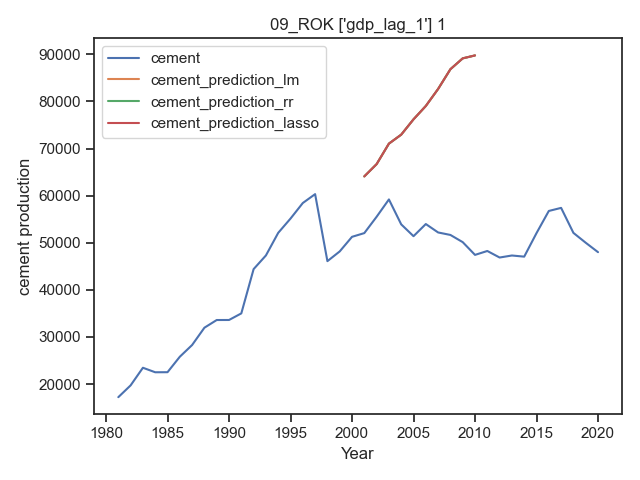 09_ROK ['gdp_lag_1'] 1
cement
cement_prediction_lm
cement_prediction_rr
cement_prediction_lasso
cement production
90000
80000
70000
60000
50000
40000
30000
20000
1980
1985
1990
1995
2000
2005
2010
2015
2020
Year